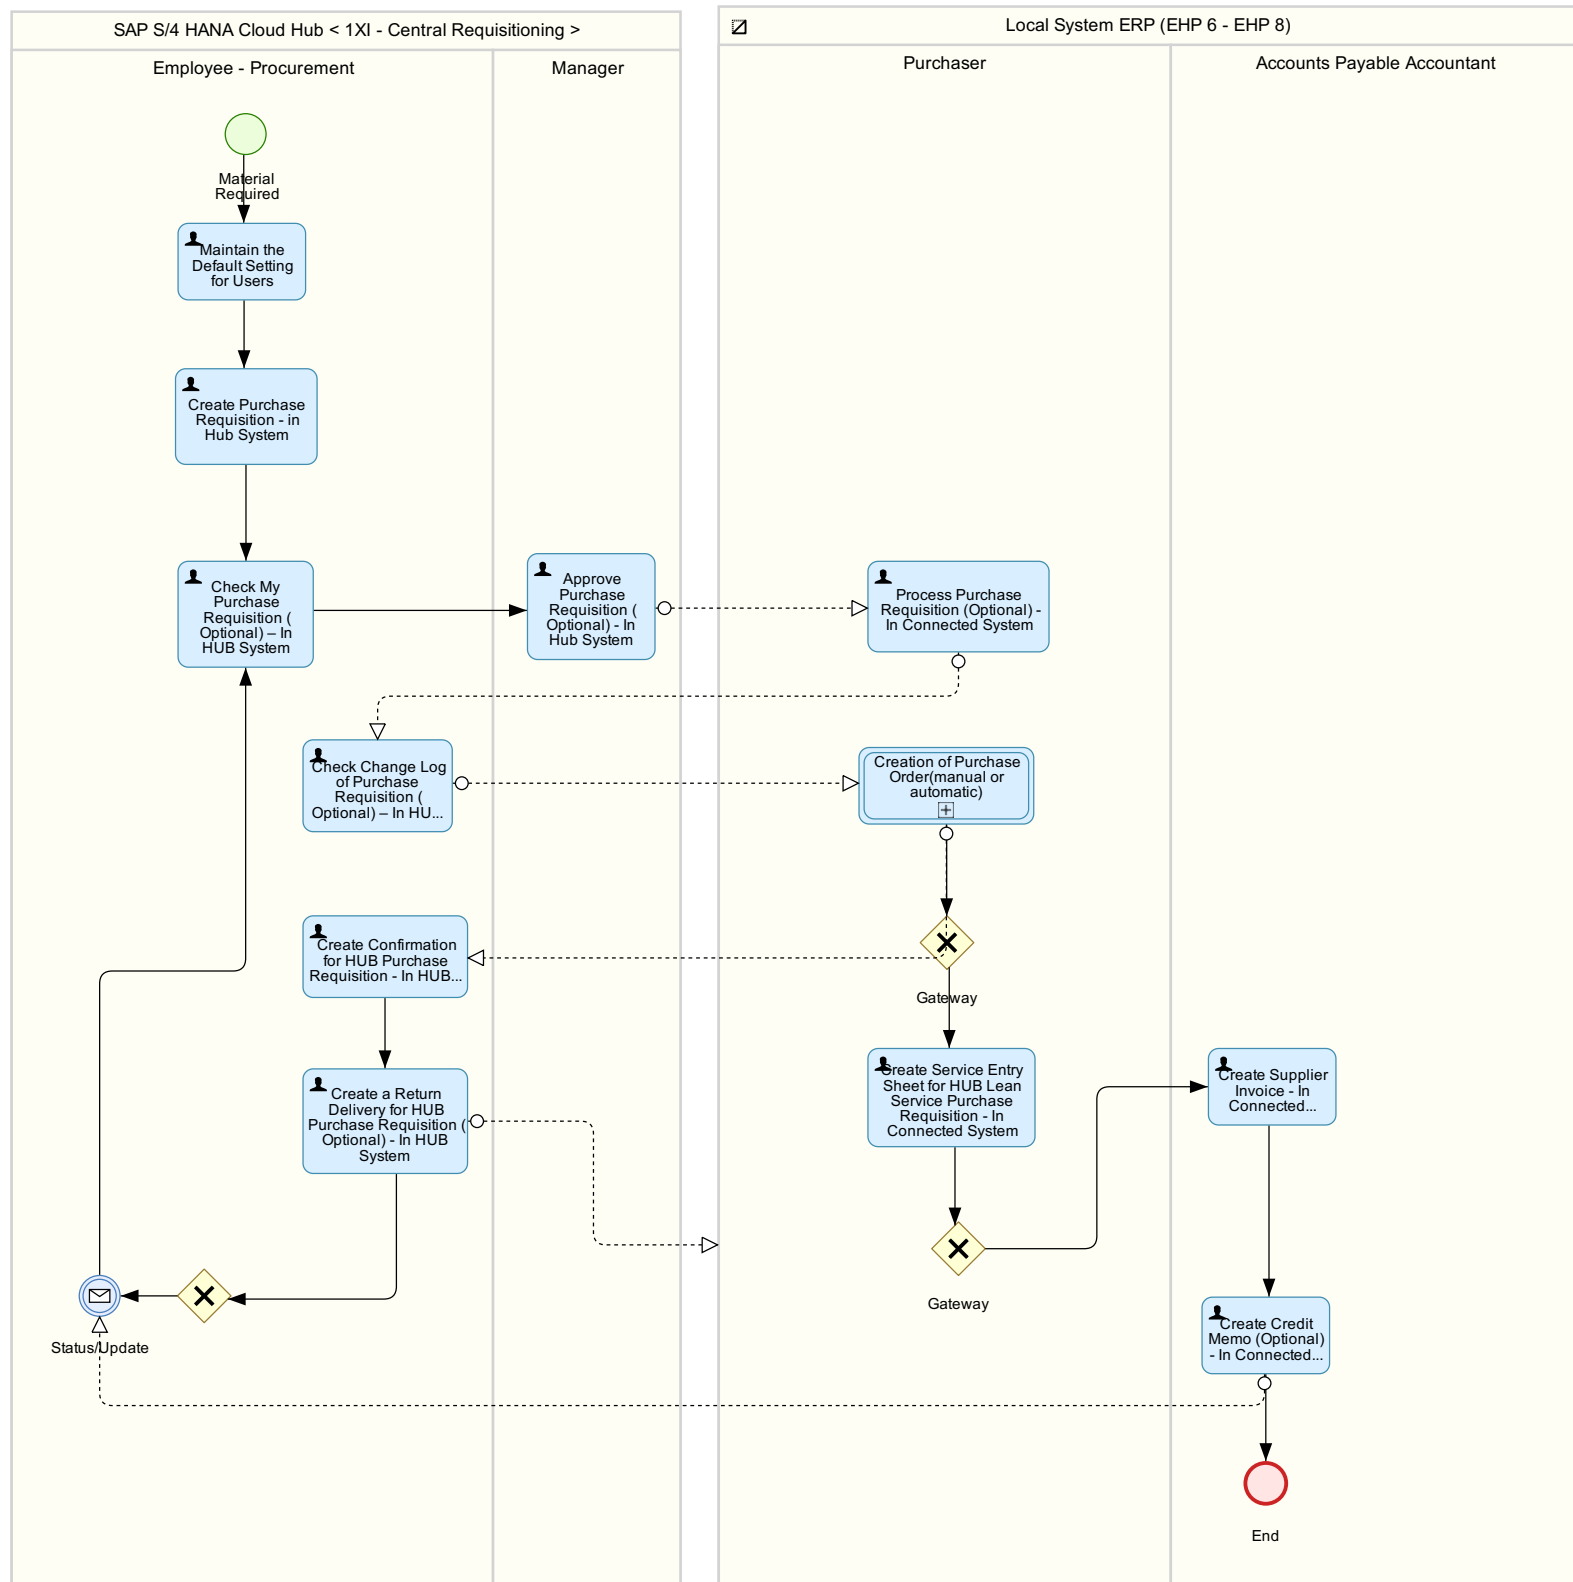 SAP S/4 HANA Cloud Hub < 1XI - Central Requisitioning >
Local System ERP (EHP 6 - EHP 8)
Employee - Procurement
Manager
Purchaser
Accounts Payable Accountant
Material
Required
Maintain the
Default Setting
for Users
Create Purchase
Requisition - in
Hub System
Check My
Purchase
Requisition (
Optional) – In
HUB System
Approve
Purchase
Requisition (
Optional) - In
Hub System
Process Purchase
Requisition (Optional) -
In Connected System
Check Change Log
of Purchase
Requisition (
Optional) – In HU...
Creation of Purchase
Order(manual or
automatic)
Create Confirmation
for HUB Purchase
Requisition - In HUB...
Gateway
Create a Return
Delivery for HUB
Purchase Requisition (
Optional) - In HUB
System
Create Service Entry
Sheet for HUB Lean
Service Purchase
Requisition - In
Connected System
Create Supplier
Invoice - In
Connected...
Gateway
Status/Update
Create Credit
Memo (Optional)
- In Connected...
End